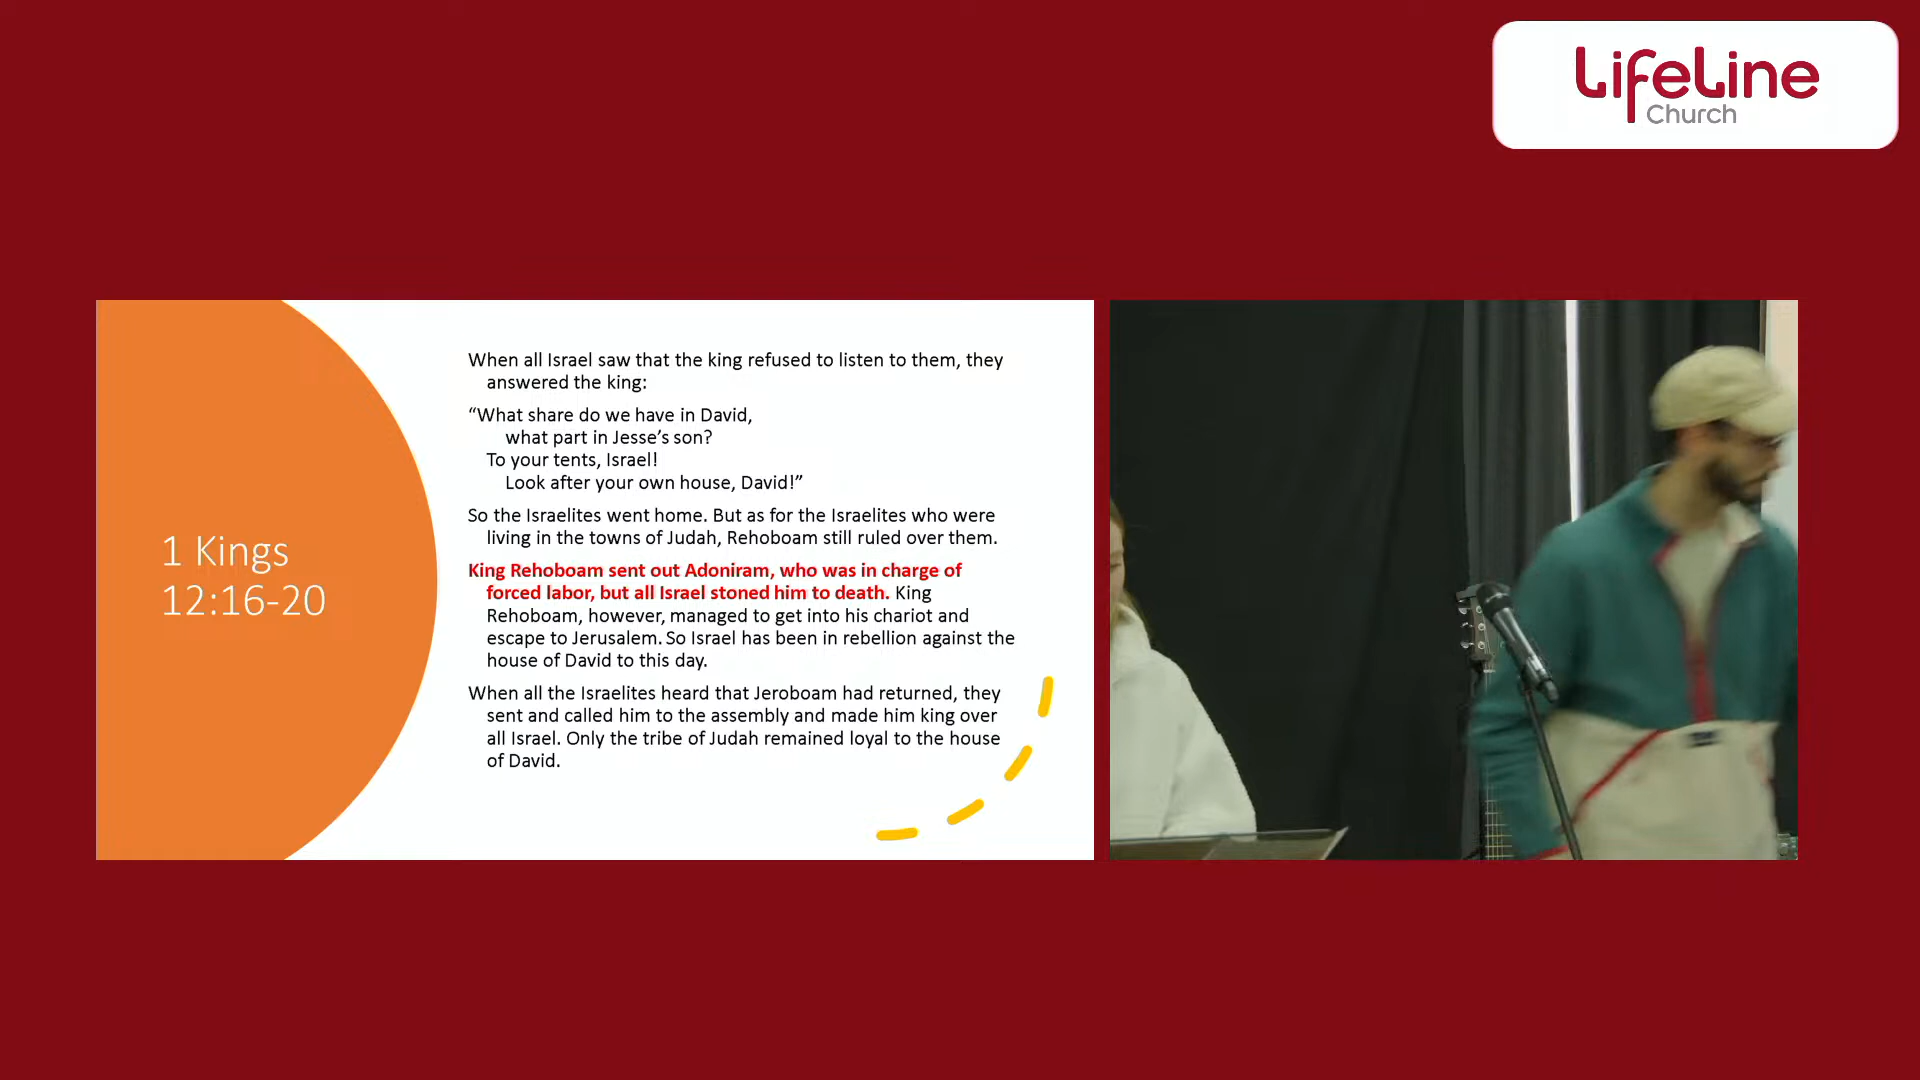 LifeLine
Church
1 Kings
12:16-20
When all Israel saw that the king refused to listen to them, they
answered the king:
“What share do we have in David,
what part in Jesse’s son?
To your tents, Israel!
Look after your own house, David!”
So the Israelites went home. But as for the Israelites who were
living in the towns of Judah, Rehoboam still ruled over them.
King Rehoboam sent out Adoniram, who was in charge of
forced labor, but all Israel stoned him to death. King
Rehoboam, however, managed to get into his chariot and
escape to Jerusalem. So Israel has been in rebellion against the
house of David to this day.
When all the Israelites heard that Jeroboam had returned, they
sent and called him to the assembly and made him king over
all Israel. Only the tribe of Judah remained loyal to the house
of David.